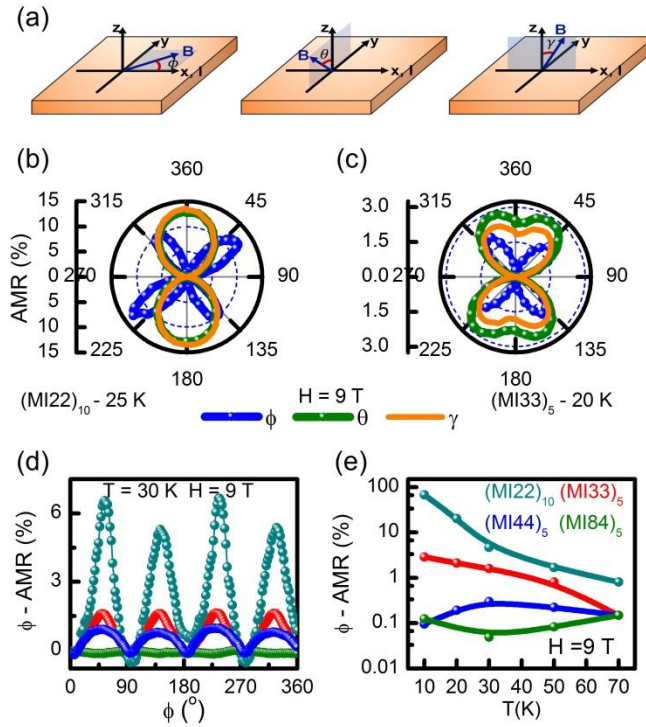 (a)
z y B ϕ x, I
z y B θ x, I
z y B γ x, I
(b) (c)
360 360
15 315 45 3.0 315 45
10 1.5
5
0 270 90 0.0 270 90
5
10 1.5
15 225 135 3.0 225 135
180 180
AMR (%)
(MI22)10 - 25 K H = 9 T (MI33)5 - 20 K
ϕ θ γ
(d) (e)
T = 30 K H = 9 T
6
3
0
ϕ - AMR (%)
0 90 180 270 360
ϕ (o)
100
10
1
0.1
0.01
ϕ - AMR (%)
(MI22)10 (MI33)5
(MI44)5 (MI84)5
H =9 T
10 20 30 40 50 60 70
T(K)